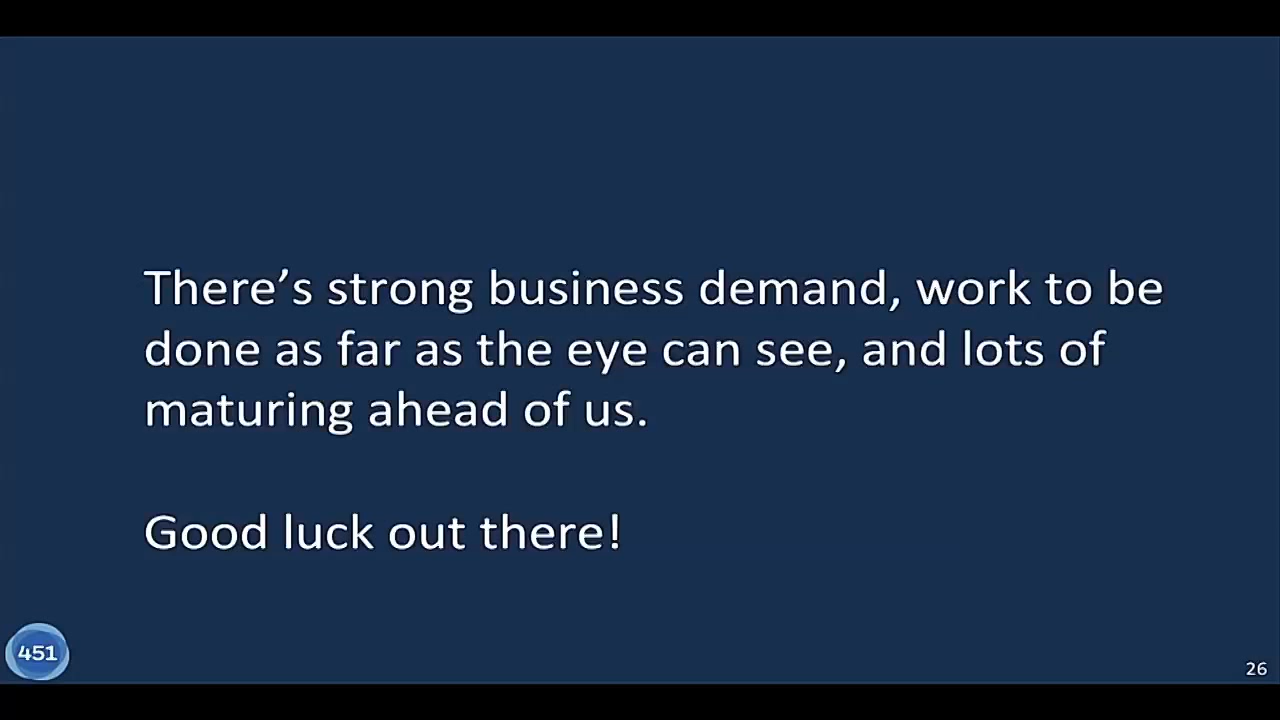 There’s strong business demand, work to be
done as far as the eye can see, and lots of
maturing ahead of us.
Good luck out there!
451
26